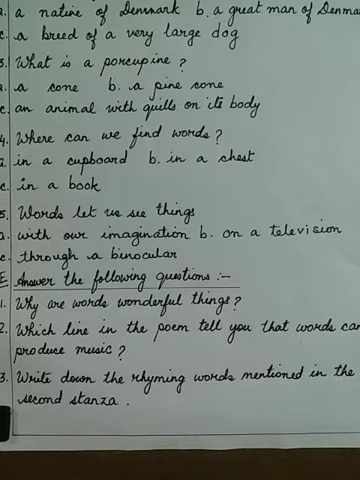 a. a native of Denmark b. a great man of Denma
c. a breed of a very large dog
3. What is a porcupine?
a. a cone b. a pine cone
c. an animal with quills on its body
4. Where can we find words?
a. in a cupboard b. in a chest
c. in a book
5. Words let us see things
a. with our imagination b. on a television
c. through a binocular
E Answer the following questions :-
1. Why are words wonderful things?
2. Which line in the poem tell you that words can
produce music?
3. Write down the rhyming words mentioned in the
second stanza.